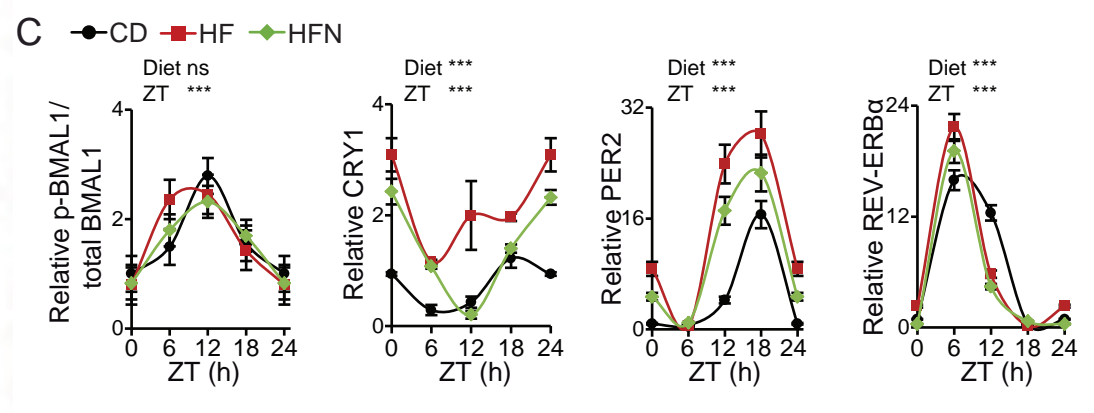 C CD HF HFN
Diet ns
ZT ***
Relative p-BMAL1/
total BMAL1
4
2
0
0 6 12 18 24
ZT (h)
Diet ***
ZT ***
Relative CRY1
4
2
0
0 6 12 18 24
ZT (h)
Diet ***
ZT ***
Relative PER2
32
16
0
0 6 12 18 24
ZT (h)
Diet ***
ZT ***
Relative REV-ERBα
24
12
0
0 6 12 18 24
ZT (h)